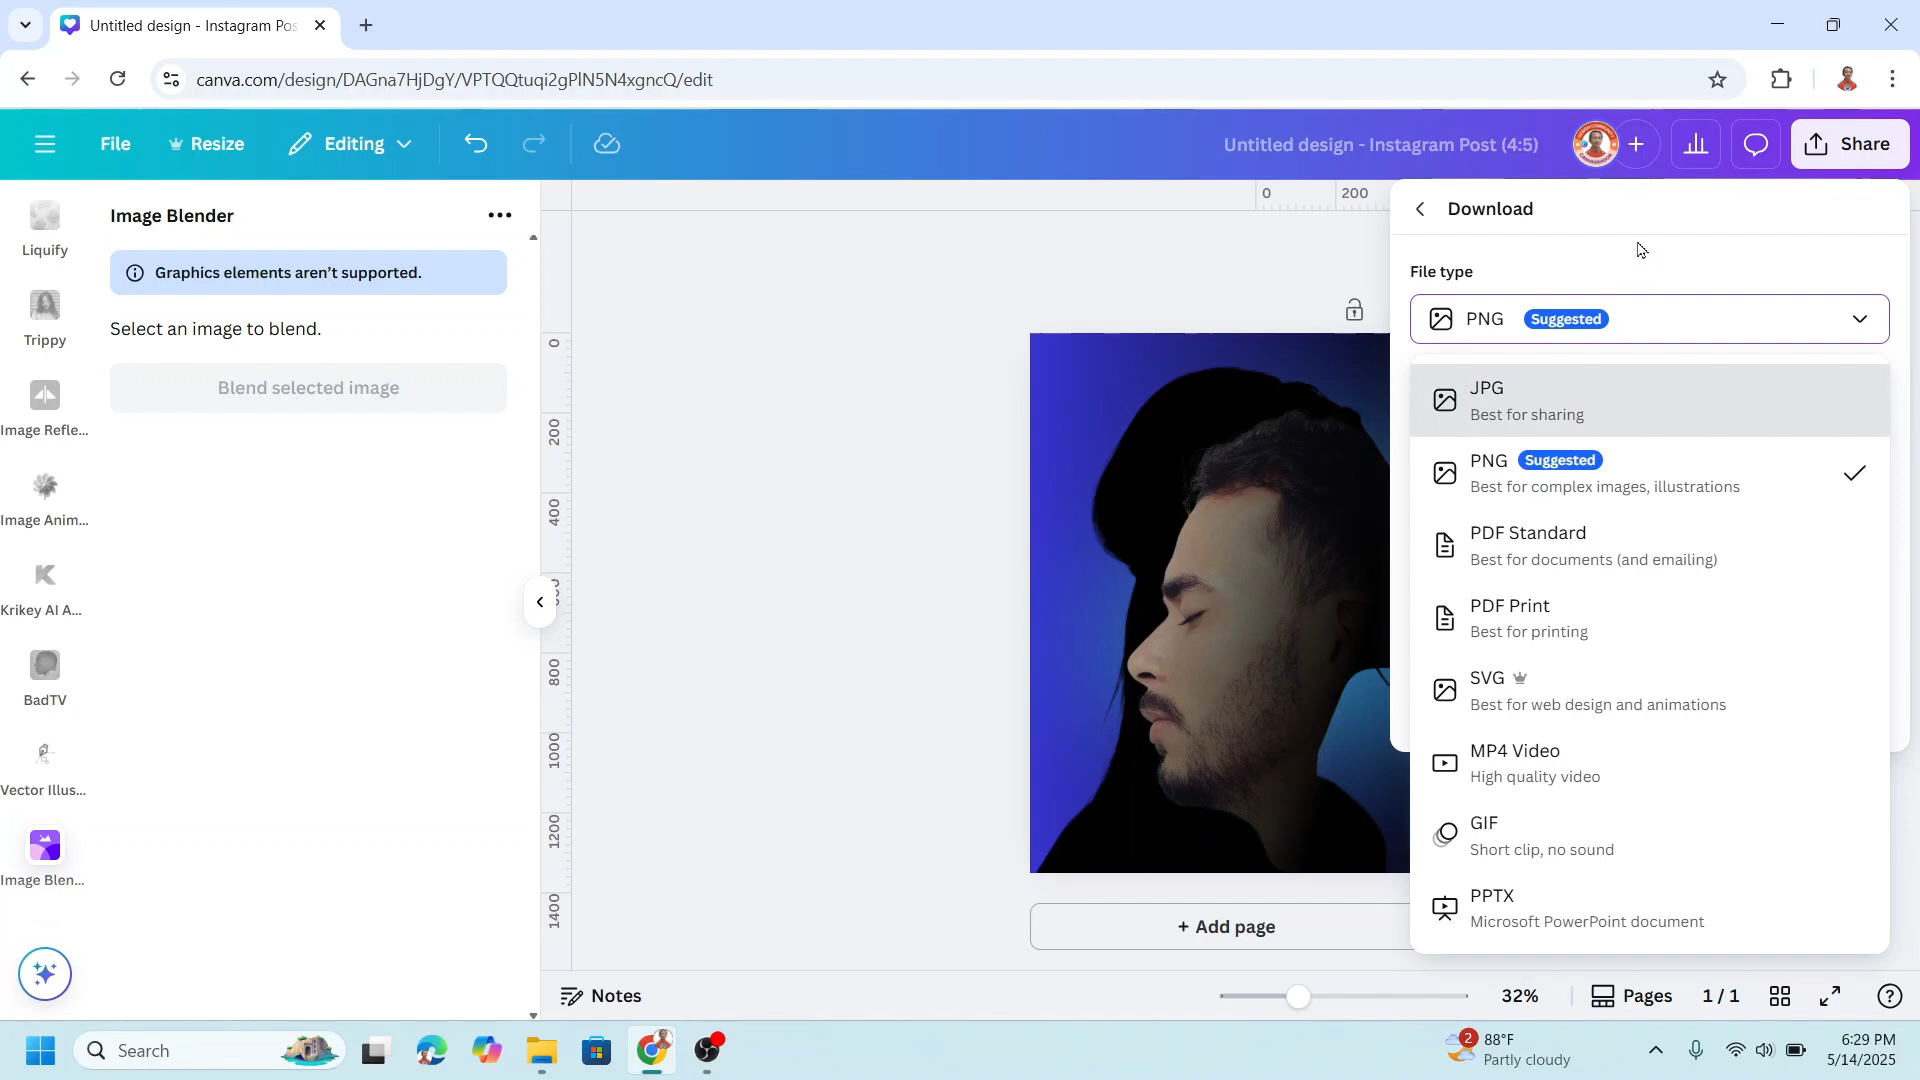 Untitled design - Instagram Pos
canva.com/design/DAGna7HjDgY/VPTQQtuqi2gPlN5N4xgncQ/edit
File
Resize
Editing
Untitled design - Instagram Post (4:5)
Share
Liquify
Trippy
Image Refle...
Image Anim...
Krikey AI A...
BadTV
Vector Illus...
Image Blen...
Image Blender
Graphics elements aren't supported.
Select an image to blend.
Blend selected image
0
200
0
200
400
800
1000
1200
1400
+ Add page
Download
File type
PNG Suggested
JPG
Best for sharing
PNG Suggested
Best for complex images, illustrations
PDF Standard
Best for documents (and emailing)
PDF Print
Best for printing
SVG
Best for web design and animations
MP4 Video
High quality video
GIF
Short clip, no sound
PPTX
Microsoft PowerPoint document
Notes
32%
Pages
1 / 1
Search
2
88°F
Partly cloudy
6:29 PM
5/14/2025